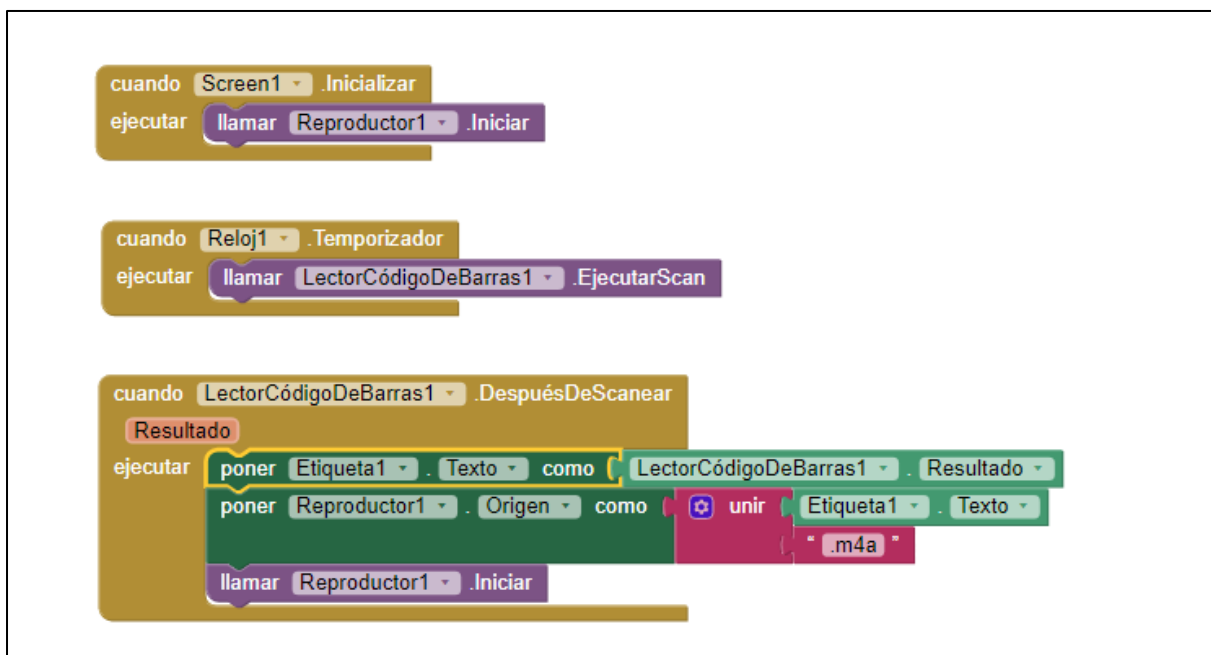 cuando Screen1 .Inicializar
ejecutar llamar Reproductor1 .Iniciar
cuando Reloj1 .Temporizador
ejecutar llamar LectorCódigoDeBarras1 .EjecutarScan
cuando LectorCódigoDeBarras1 .DespuésDeScanear
Resultado
ejecutar poner Etiqueta1 . Texto como LectorCódigoDeBarras1 . Resultado
poner Reproductor1 . Origen como unir Etiqueta1 . Texto
“ .m4a ”
llamar Reproductor1 .Iniciar